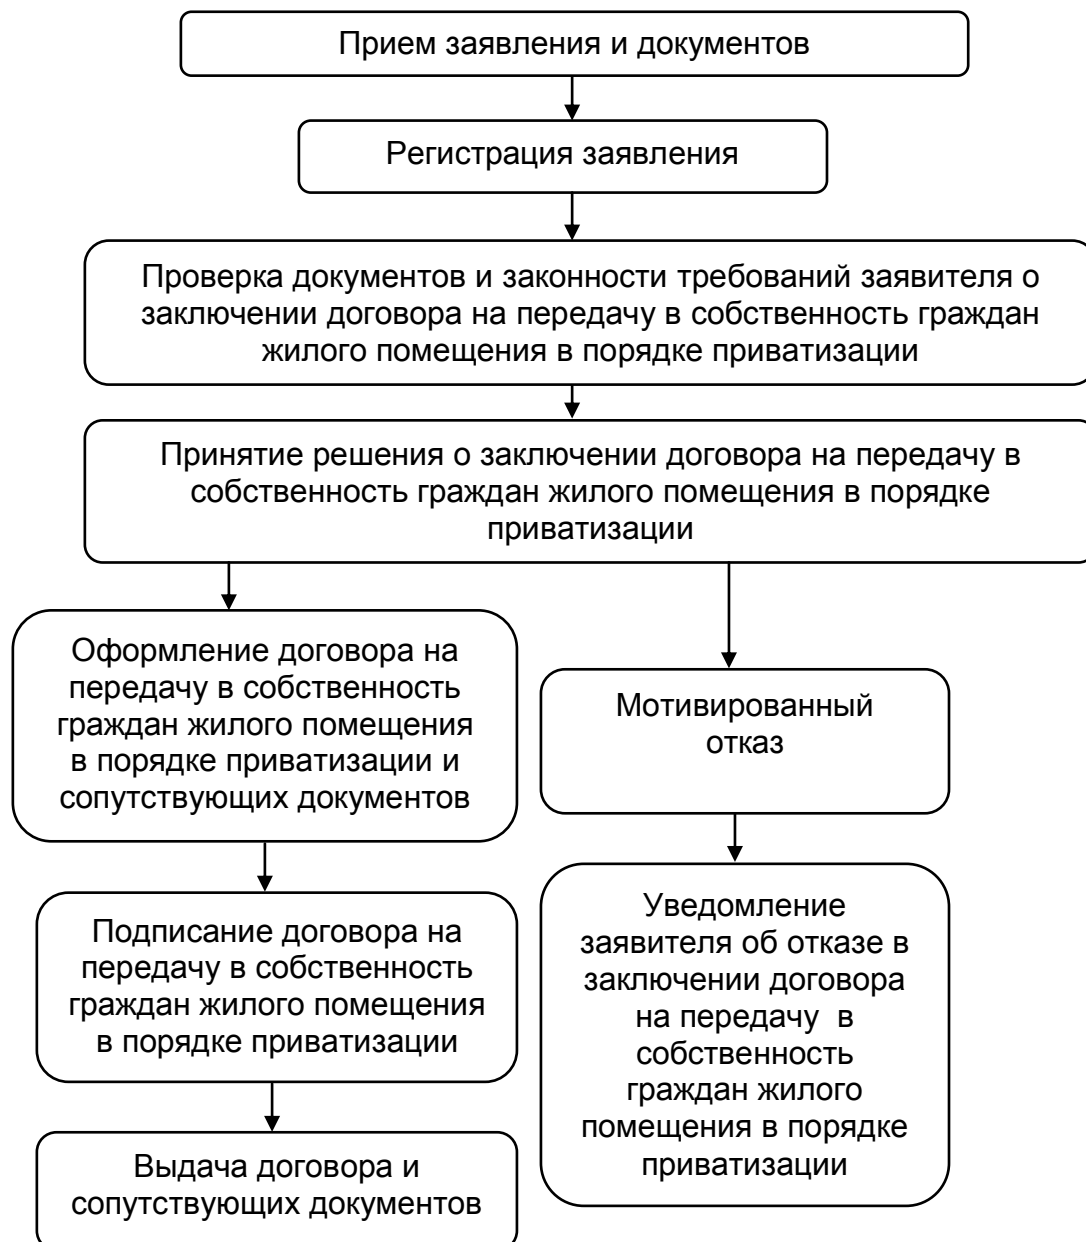 Прием заявления и документов
Регистрация заявления
Проверка документов и законности требований заявителя о
заключении договора на передачу в собственность граждан
жилого помещения в порядке приватизации
Принятие решения о заключении договора на передачу в
собственность граждан жилого помещения в порядке
приватизации
Оформление договора на
передачу в собственность
граждан жилого помещения
в порядке приватизации и
сопутствующих документов
Подписание договора на
передачу в собственность
граждан жилого помещения
в порядке приватизации
Выдача договора и
сопутствующих документов
Мотивированный
отказ
Уведомление
заявителя об отказе в
заключении договора
на передачу  в
собственность
граждан жилого
помещения в порядке
приватизации